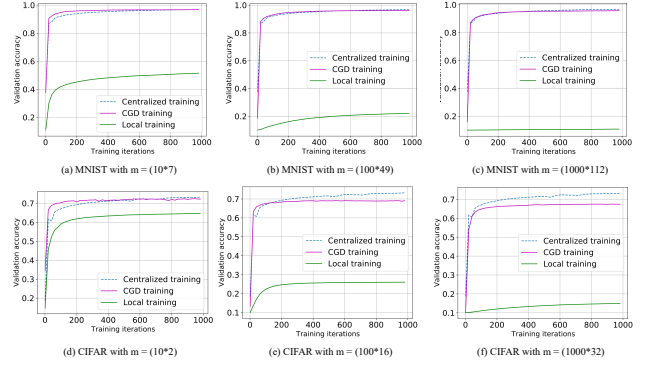 1.0
0.8
0.6
0.4
0.2
Validation accuracy
Centralized training
CGD training
Local training
0 200 400 600 800 1000
Training iterations
(a) MNIST with m = (10*7)
1.0
0.8
0.6
0.4
0.2
Validation accuracy
Centralized training
CGD training
Local training
0 200 400 600 800 1000
Training iterations
(b) MNIST with m = (100*49)
1.0
0.8
0.6
0.4
0.2
Centralized training
CGD training
Local training
0 200 400 600 800 1000
Training iterations
(c) MNIST with m = (1000*112)
0.7
0.6
0.5
0.4
0.3
0.2
Validation accuracy
Centralized training
CGD training
Local training
0 200 400 600 800 1000
Training iterations
(d) CIFAR with m = (10*2)
0.7
0.6
0.5
0.4
0.3
0.2
0.1
Validation accuracy
Centralized training
CGD training
Local training
0 200 400 600 800 1000
Training iterations
(e) CIFAR with m = (100*16)
0.7
0.6
0.5
0.4
0.3
0.2
0.1
Validation accuracy
Centralized training
CGD training
Local training
0 200 400 600 800 1000
Training iterations
(f) CIFAR with m = (1000*32)